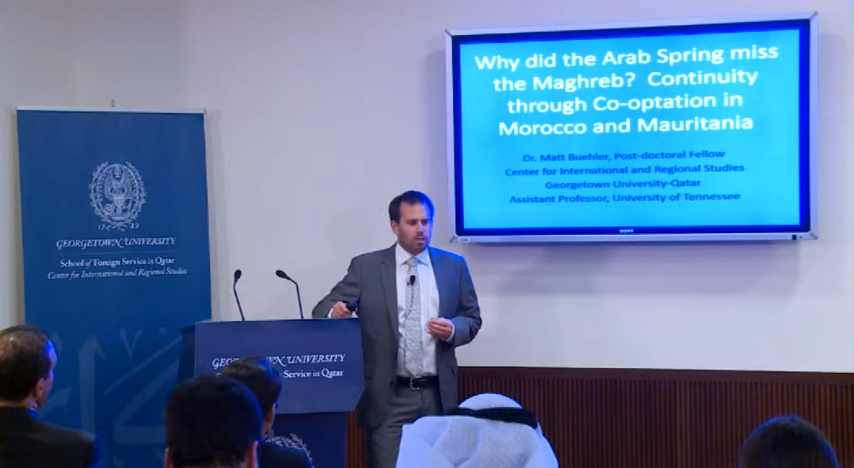 Why did the Arab Spring miss
the Maghreb? Continuity
through Co-optation in
Morocco and Mauritania
Dr. Matt Buehler, Post-doctoral Fellow
Center for International and Regional Studies
Georgetown University-Qatar
Assistant Professor, University of Tennessee
SONY
GEORGETOWN UNIVERSITY
School of Foreign Service in Qatar
Center for International and Regional Studies
GEORGETOWN UNIVERSITY
Service in Qatar